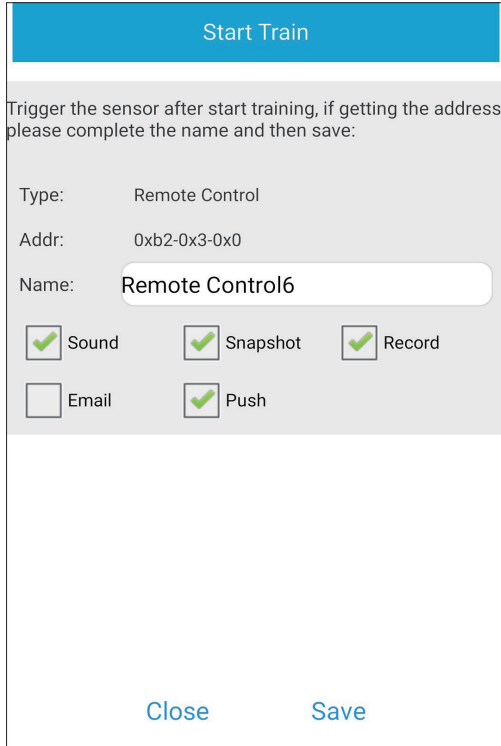 Start Train
Trigger the sensor after start training, if getting the address
please complete the name and then save:
Type: Remote Control
Addr: 0xb2-0x3-0x0
Name: Remote Control6
Sound Snapshot Record
Email Push
Close Save